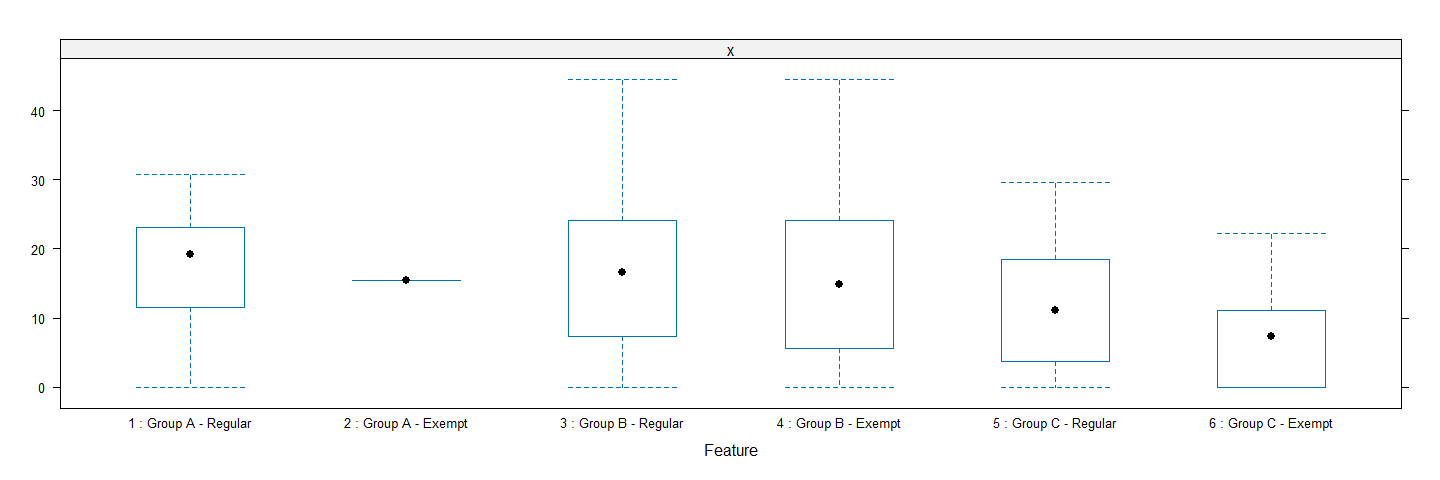 X
40
30
20
10
0
1 : Group A - Regular
2 : Group A - Exempt
3 : Group B - Regular
4 : Group B - Exempt
5 : Group C - Regular
6 : Group C - Exempt
Feature